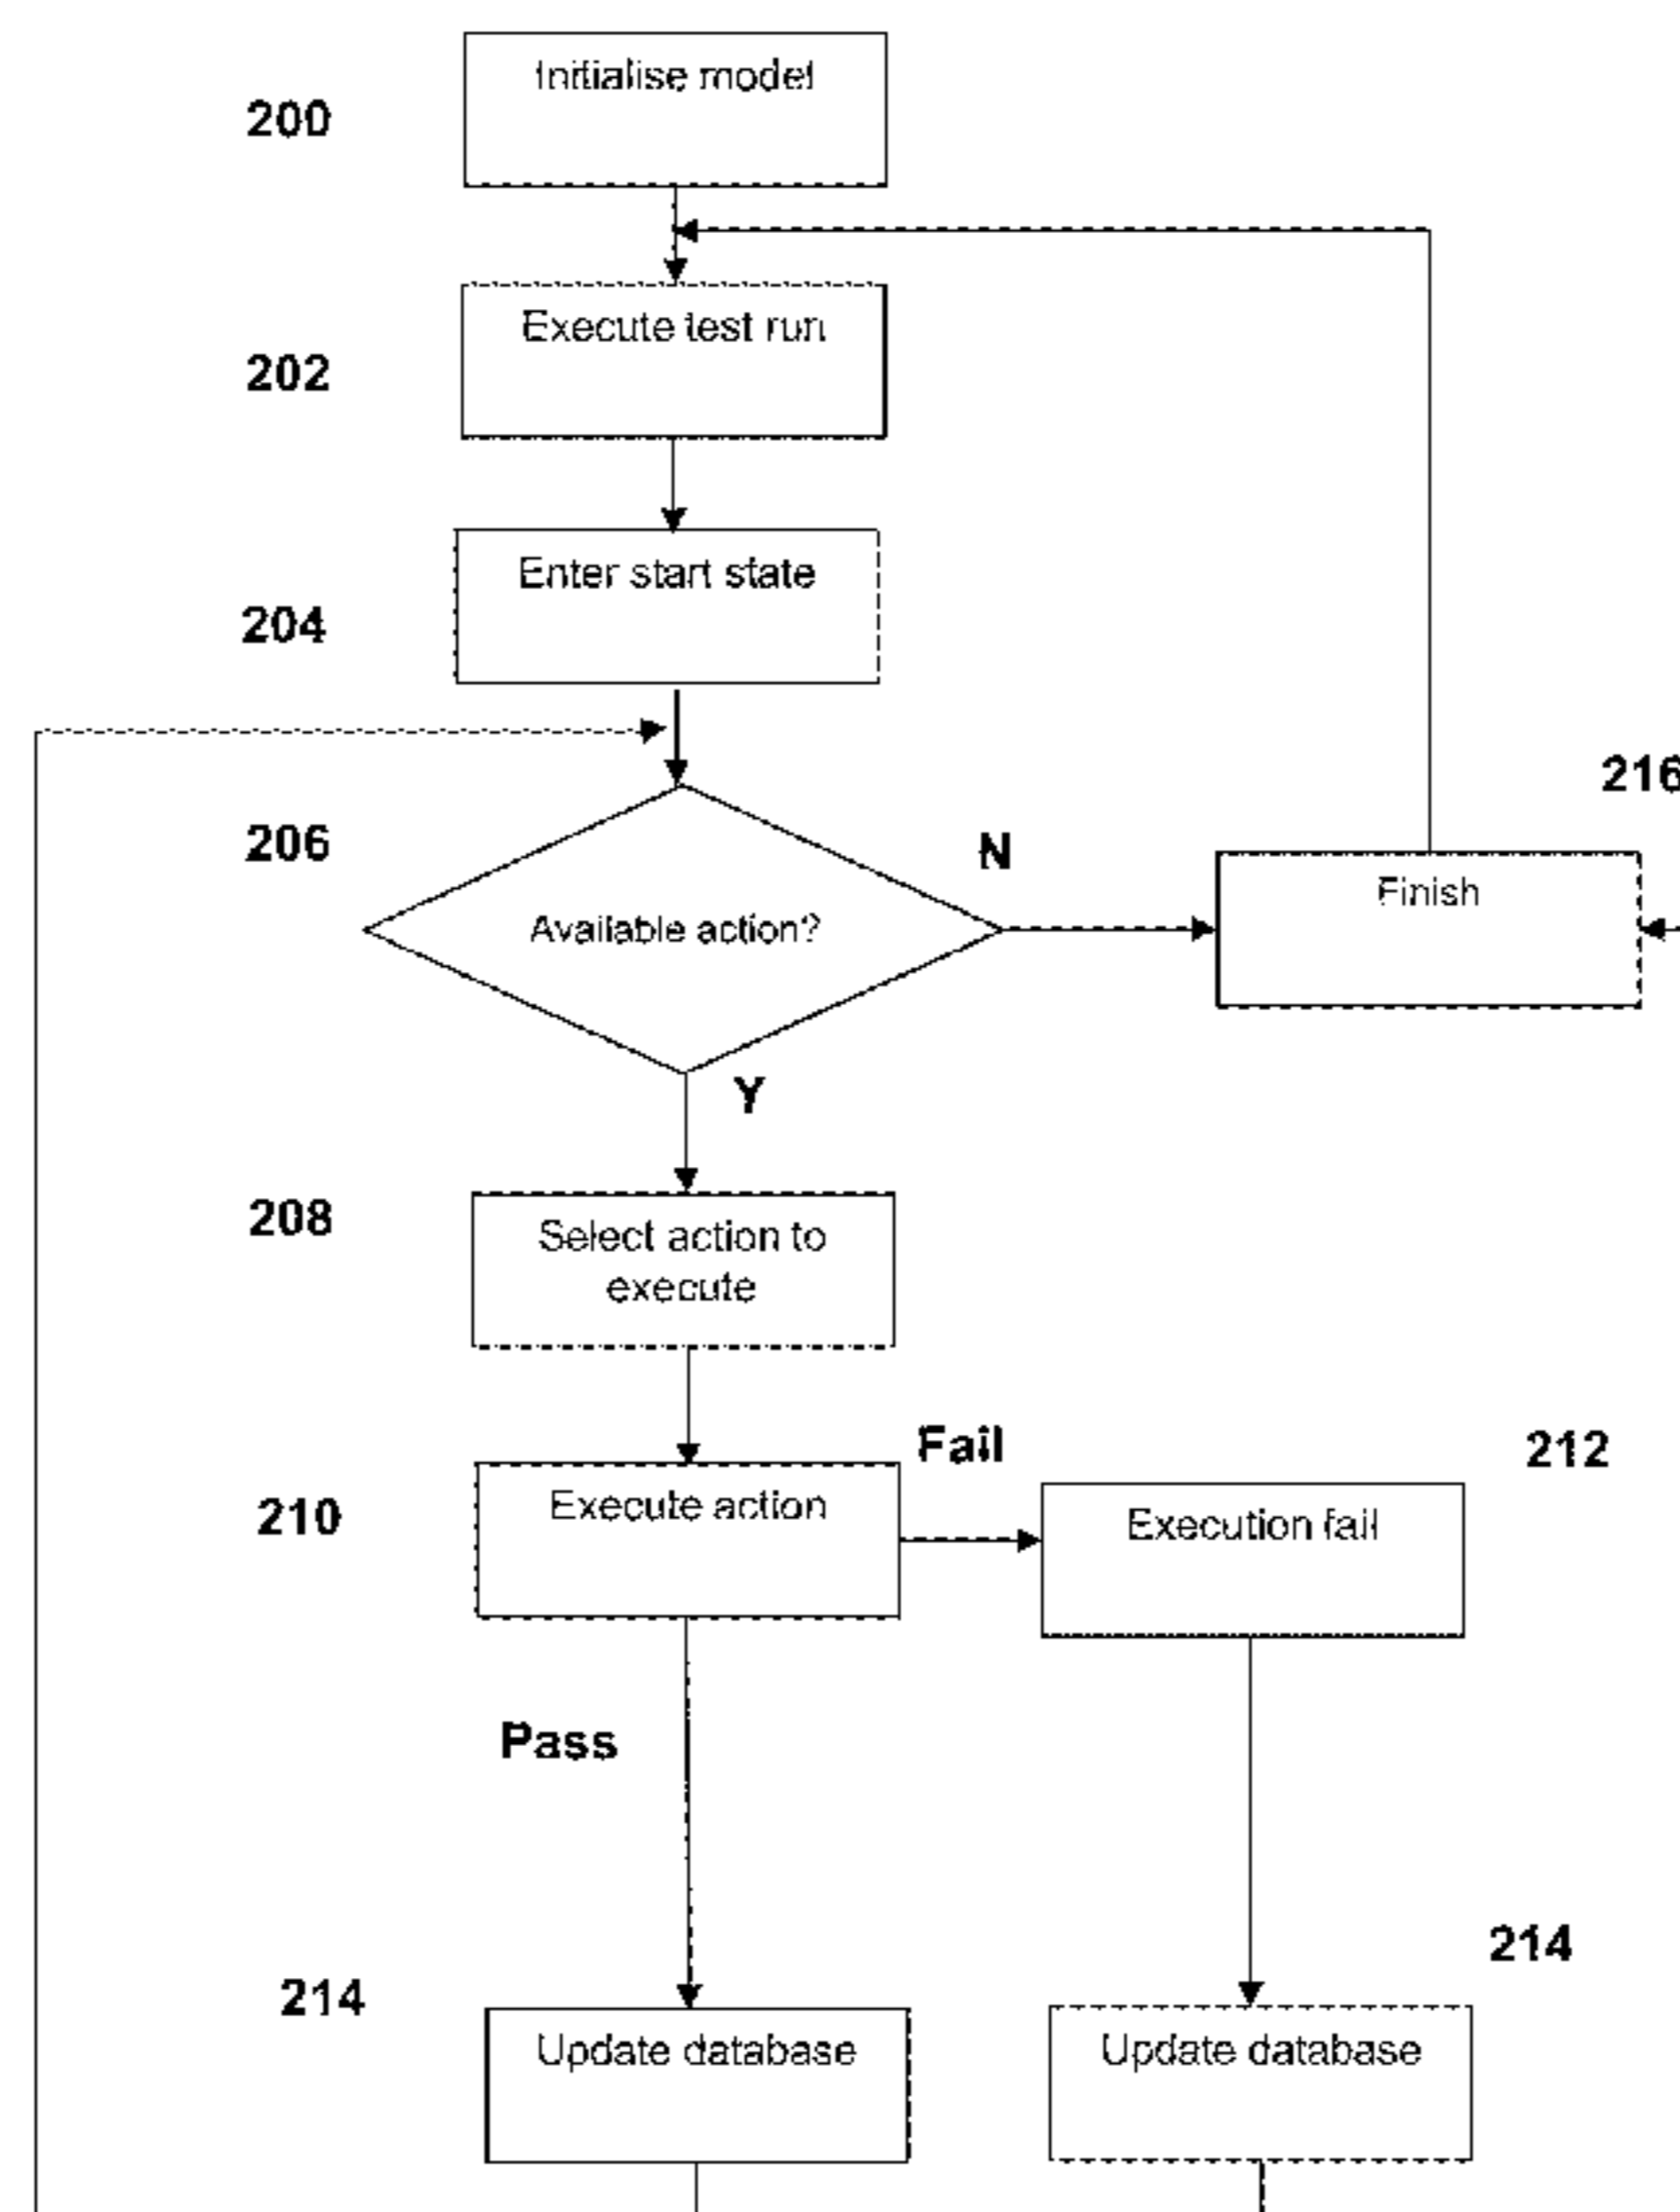 Initialise model
200
Execute test run
202
Enter start state
204
216
206
N
Available action?
Finish
Y
208
Select action to
execute
Fail
212
210
Execute action
Execution fail
Pass
214
214
Update database
Update database